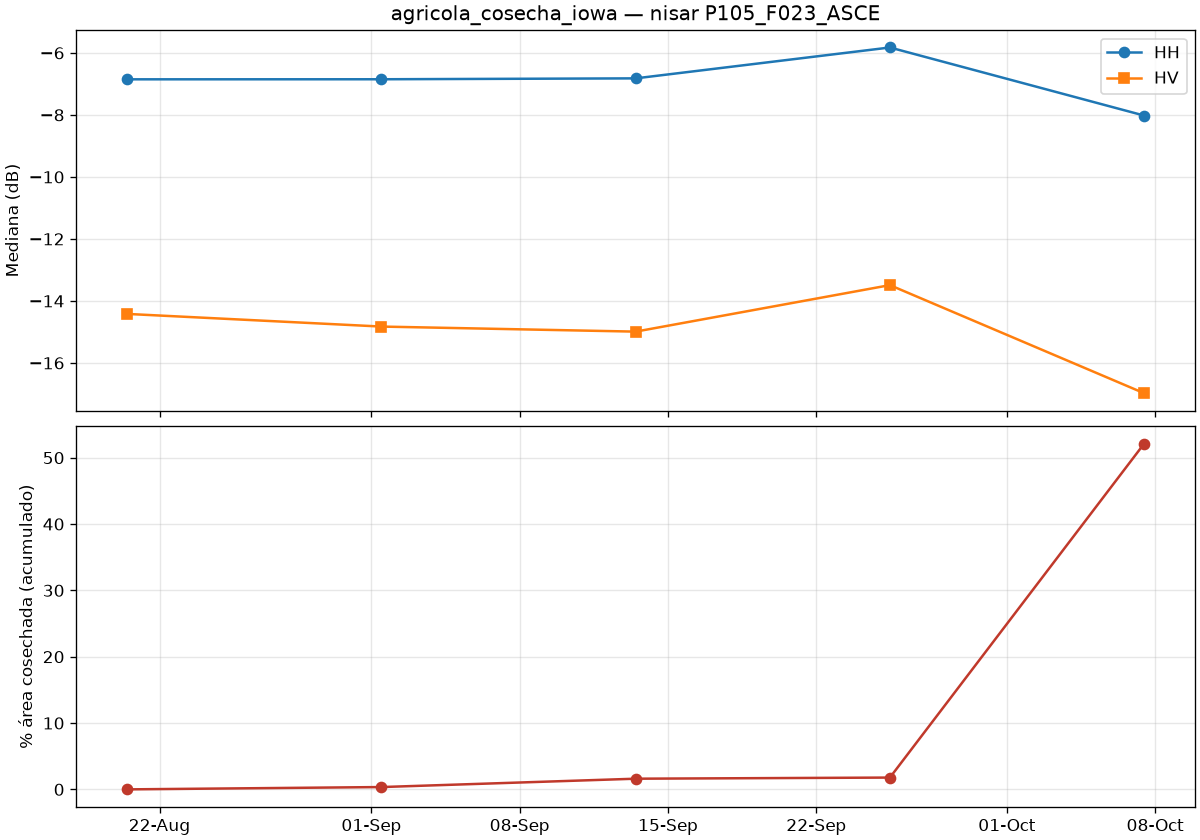 agricola_cosecha_iowa — nisar P105_F023_ASCE
HH
HV
Mediana (dB)
−6
−8
−10
−12
−14
−16
% área cosechada (acumulado)
50
40
30
20
10
0
22-Aug 01-Sep 08-Sep 15-Sep 22-Sep 01-Oct 08-Oct